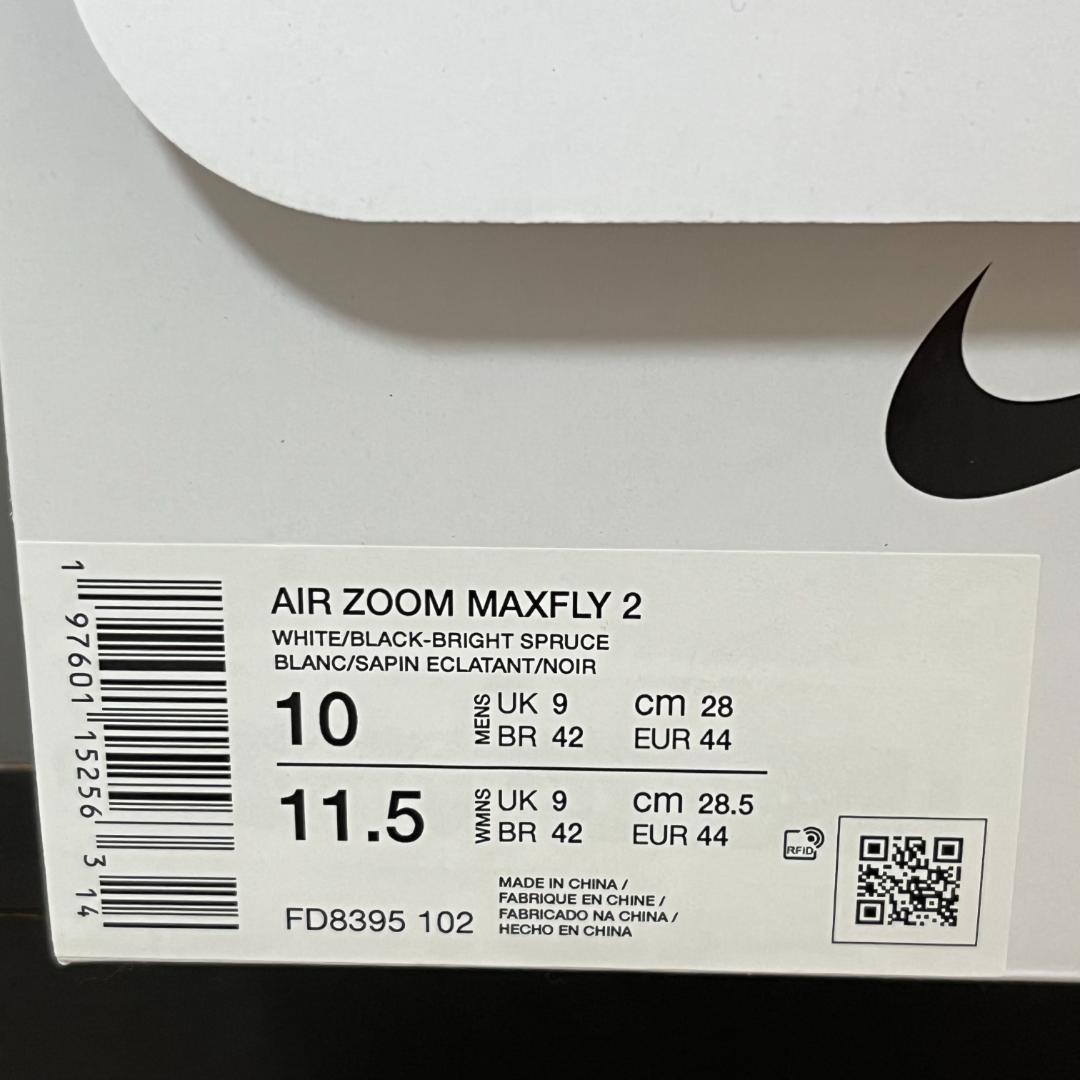 AIR ZOOM MAXFLY 2
WHITE/BLACK-BRIGHT SPRUCE
BLANC/SAPIN ECLATANT/NOIR
10 MENS UK 9 cm 28
BR 42 EUR 44
11.5 WMNS UK 9 cm 28.5
BR 42 EUR 44
RFID
FD8395 102
MADE IN CHINA /
FABRIQUE EN CHINE /
FABRICADO NA CHINA /
HECHO EN CHINA
1 97601 15256 3 14